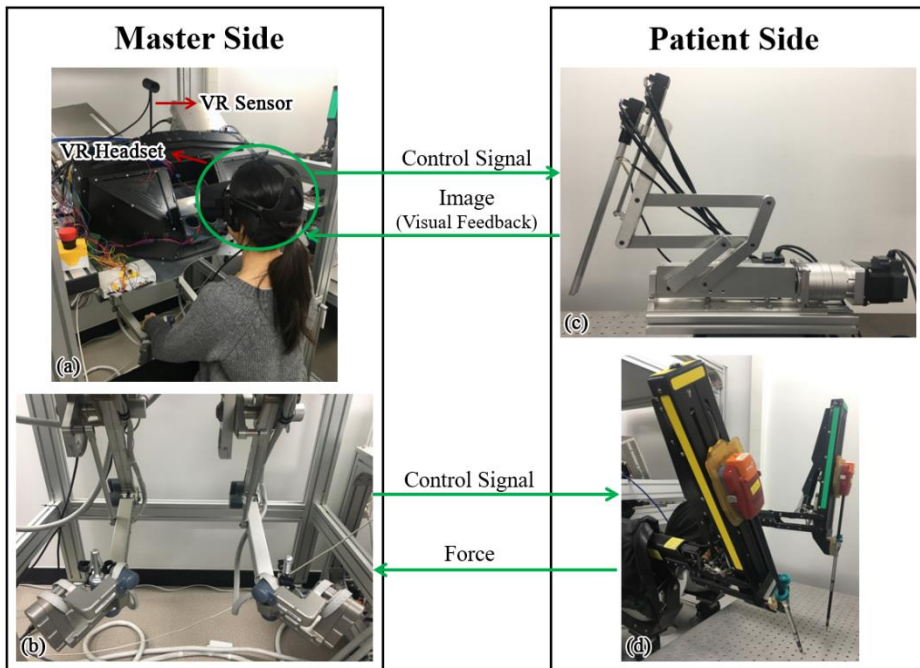 Master Side
Patient Side
VR Sensor
VR Headset
(a)
Control Signal
Image
(Visual Feedback)
(c)
(b)
Control Signal
Force
(d)